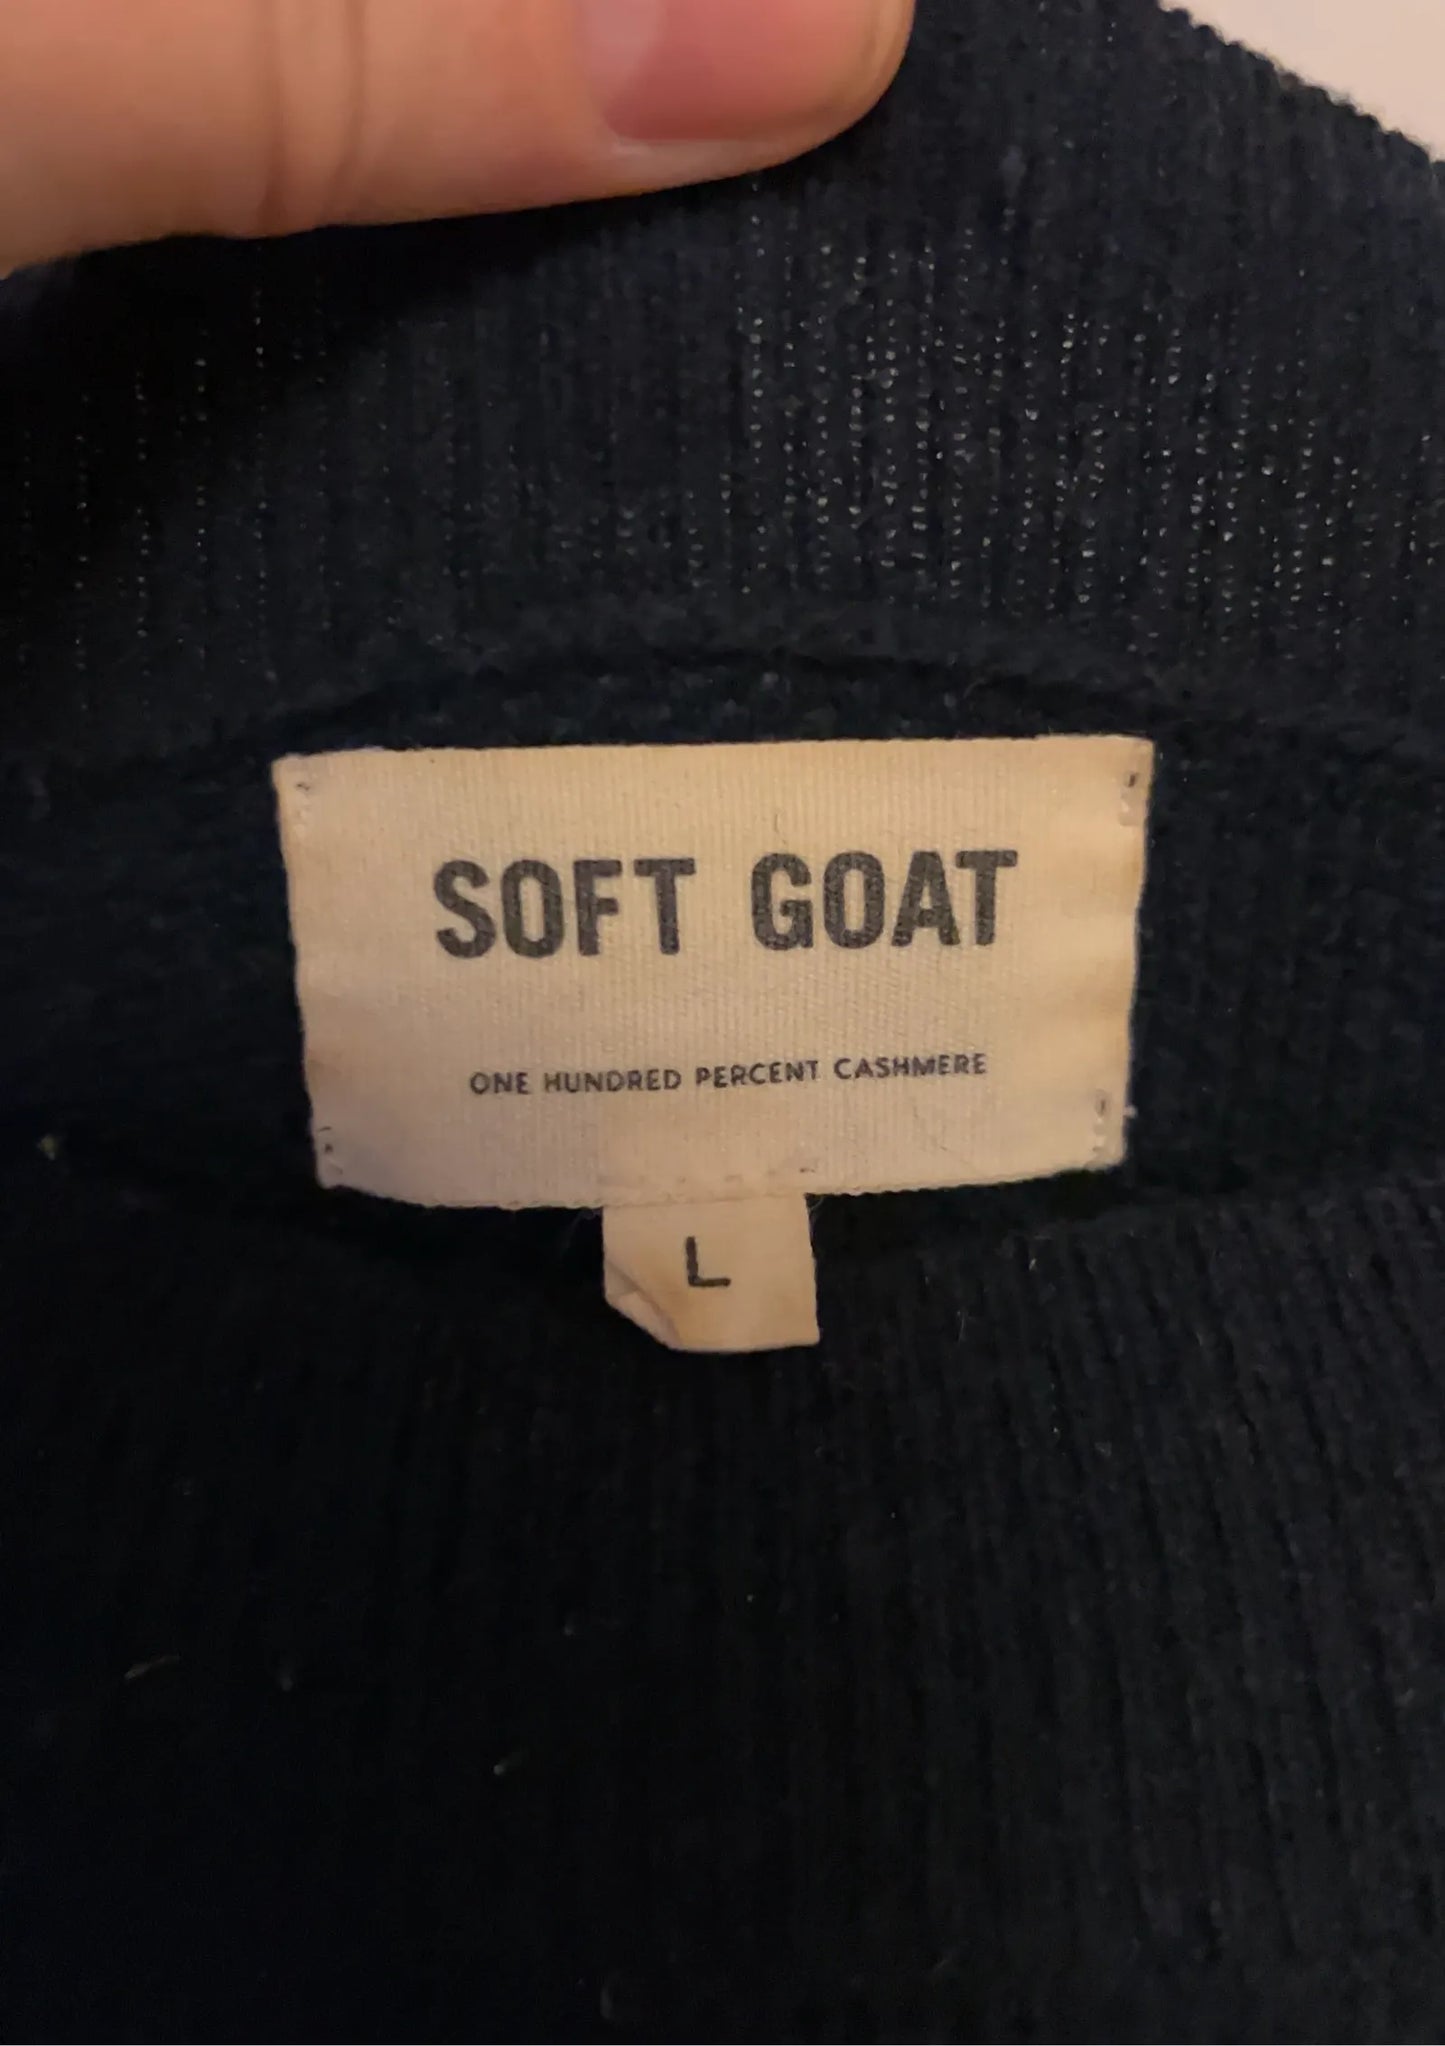 SOFT GOAT
ONE HUNDRED PERCENT CASHMERE
L